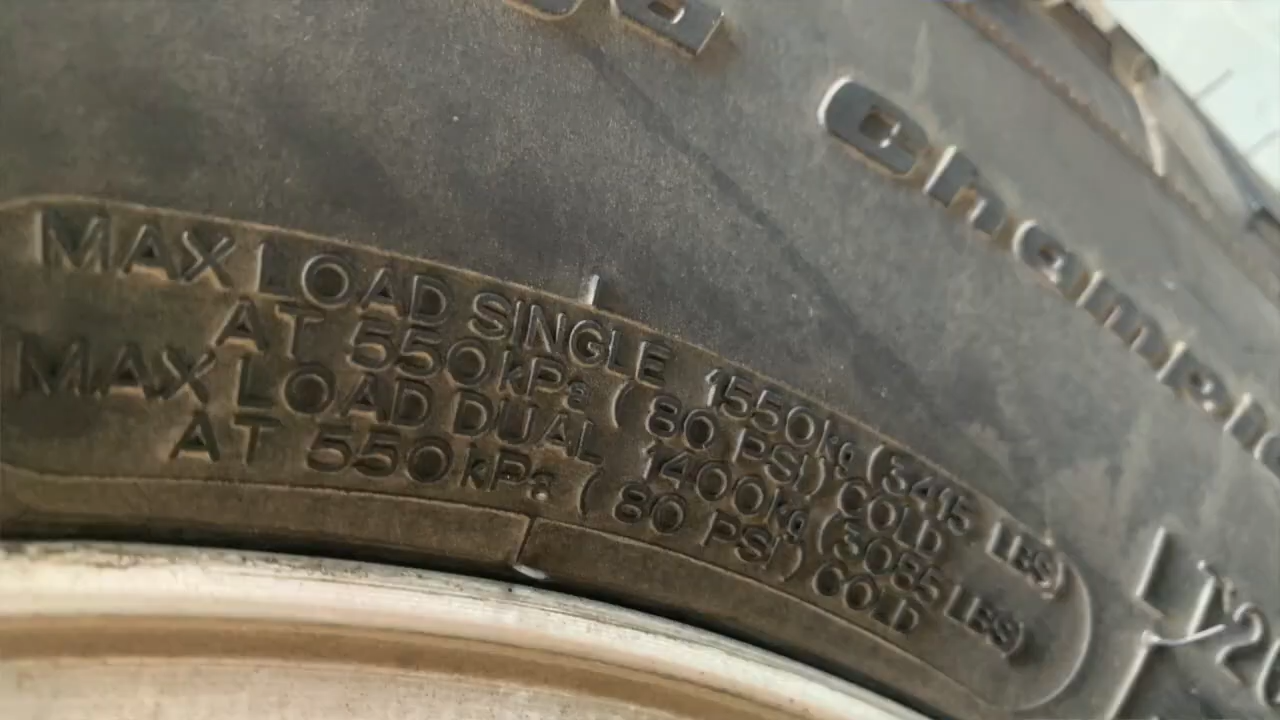 Champio
MAX LOAD SINGLE 1550kg (3415 LBS)
AT 550kPa (80 PSI) COLD
MAX LOAD DUAL 1400kg (3085 LBS)
AT 550kPa (80 PSI) COLD